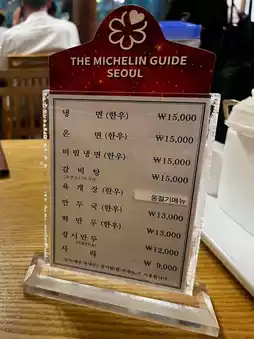 THE MICHELIN GUIDE
SEOUL
냉 면 (한우) ₩15,000
온 면 (한우) ₩15,000
비빔냉면 (한우) ₩15,000
갈 비 탕 ₩15,000
육 개 장 (한우) 동절기메뉴
만 두 국 (한우) ₩13,000
떡 만 두 (한우) ₩13,000
접시만두 ₩12,000
사 리 ₩ 9,000